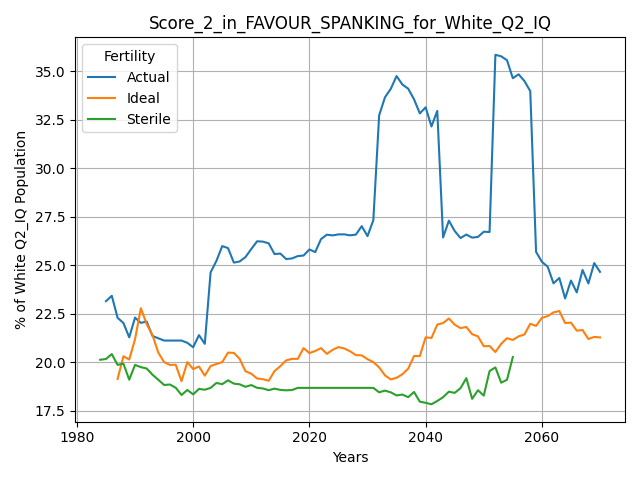 Score_2_in_FAVOUR_SPANKING_for_White_Q2_IQ
Fertility
Actual
Ideal
Sterile
% of White Q2_IQ Population
35.0
32.5
30.0
27.5
25.0
22.5
20.0
17.5
1980
2000
2020
2040
2060
Years